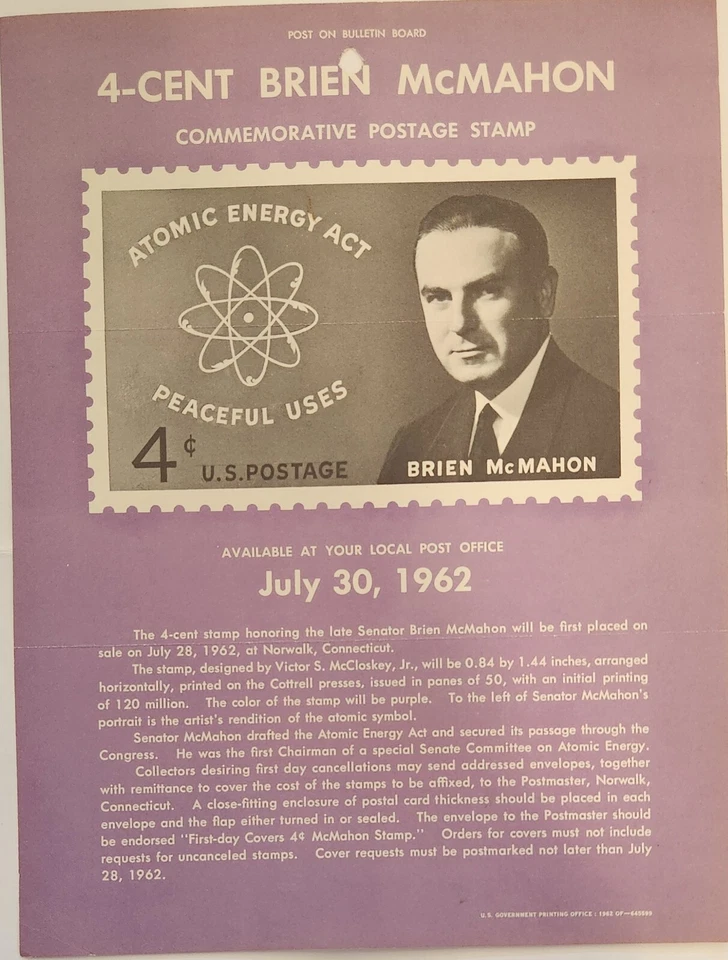 POST ON BULLETIN BOARD
4-CENT BRIEN McMAHON
COMMEMORATIVE POSTAGE STAMP
ATOMIC ENERGY ACT
PEACEFUL USES
4¢ U.S.POSTAGE
BRIEN McMAHON
AVAILABLE AT YOUR LOCAL POST OFFICE
July 30, 1962
The 4-cent stamp honoring the late Senator Brien McMahon will be first placed on
sale on July 28, 1962, at Norwalk, Connecticut.
The stamp, designed by Victor S. McCloskey, Jr., will be 0.84 by 1.44 inches, arranged
horizontally, printed on the Cottrell presses, issued in panes of 50, with an initial printing
of 120 million. The color of the stamp will be purple. To the left of Senator McMahon's
portrait is the artist's rendition of the atomic symbol.
Senator McMahon drafted the Atomic Energy Act and secured its passage through the
Congress. He was the first Chairman of a special Senate Committee on Atomic Energy.
Collectors desiring first day cancellations may send addressed envelopes, together
with remittance to cover the cost of the stamps to be affixed, to the Postmaster, Norwalk,
Connecticut. A close-fitting enclosure of postal card thickness should be placed in each
envelope and the flap either turned in or sealed. The envelope to the Postmaster should
be endorsed "First-day Covers 4¢ McMahon Stamp." Orders for covers must not include
requests for uncanceled stamps. Cover requests must be postmarked not later than July
28, 1962.
U.S. GOVERNMENT PRINTING OFFICE : 1962 OF—645599